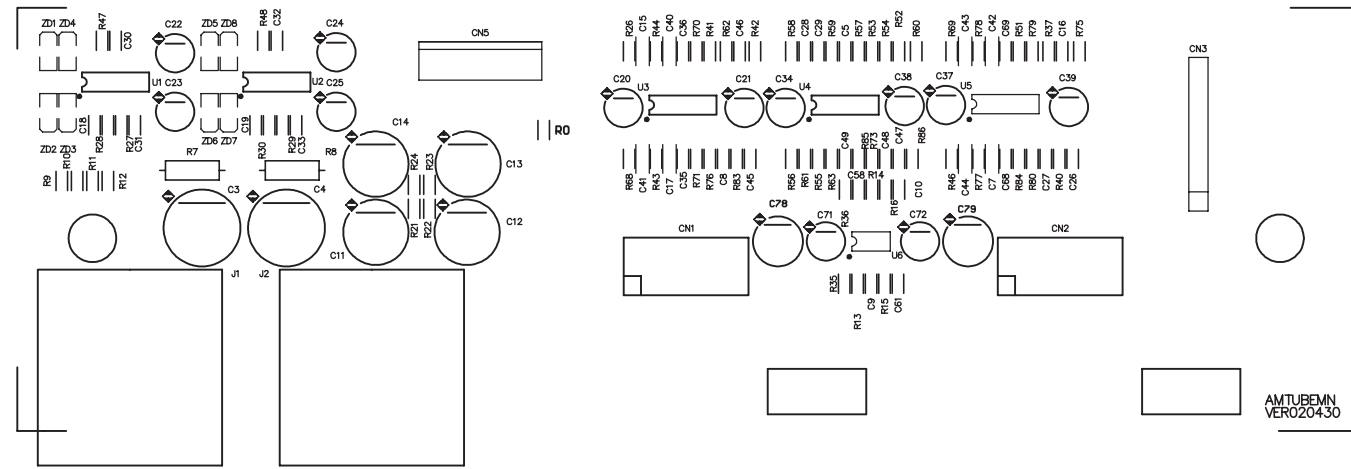 ZD1 ZD4
R47
C30
C22
ZD5 ZD8
R48
C32
C24
CN5
R26
C15
R44
C40
C36
R70
R41
R62
C46
R42
R58
C28
C29
R59
C5
R57
R53
R54
R52
R60
R69
C43
R78
C42
C69
R51
R79
R37
C16
R75
CN3
U1
C23
U2
C25
C20
U3
C21
C34
U4
C38
C37
U5
C39
C18
R28
R27
C31
C19
R29
C33
C14
R0
C49
R85
R73
C48
C47
R86
ZD2 ZD3
ZD6 ZD7
R9
R10
R11
R12
R7
R30
R8
R24
R23
C13
R68
C41
R43
C17
C35
R71
R76
C8
R83
C45
R56
R61
R55
R63
C58
R14
R16
C10
R46
C44
R77
C7
C68
R84
R80
C27
R40
C26
C3
C4
C11
R21
R22
C12
CN1
C78
C71
R36
C72
C79
CN2
U6
J1
J2
R35
R13
C9
R15
C61
AMTUBEMN
VER020430